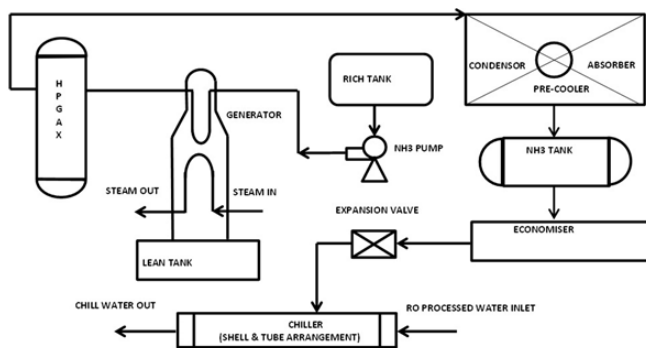 H
P
G
A
X
GENERATOR
RICH TANK
NH3 PUMP
CONDENSOR
ABSORBER
PRE-COOLER
NH3 TANK
STEAM OUT
STEAM IN
LEAN TANK
EXPANSION VALVE
ECONOMISER
CHILL WATER OUT
CHILLER
(SHELL & TUBE ARRANGEMENT)
RO PROCESSED WATER INLET